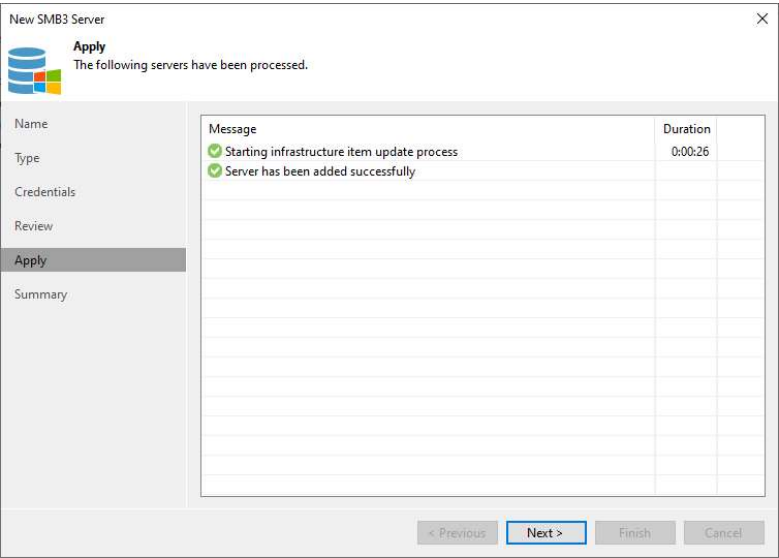 New SMB3 Server
Apply
The following servers have been processed.
Name
Type
Credentials
Review
Apply
Summary
Message Duration
Starting infrastructure item update process 0:00:26
Server has been added successfully
< Previous Next > Finish Cancel